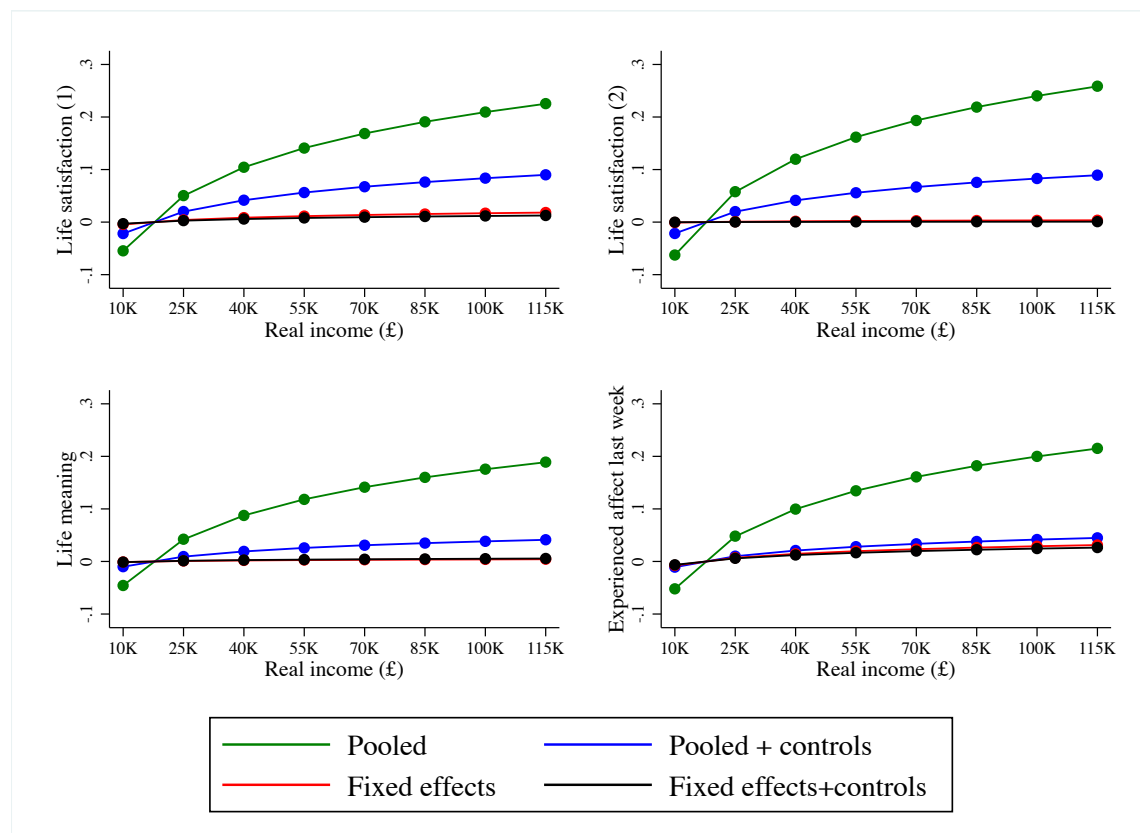 Life satisfaction (1)
.3
.2
.1
0
-.1
10K 25K 40K 55K 70K 85K 100K 115K
Real income (£)
Life satisfaction (2)
.3
.2
.1
0
-.1
10K 25K 40K 55K 70K 85K 100K 115K
Real income (£)
Life meaning
.3
.2
.1
0
-.1
10K 25K 40K 55K 70K 85K 100K 115K
Real income (£)
Experienced affect last week
.3
.2
.1
0
-.1
10K 25K 40K 55K 70K 85K 100K 115K
Real income (£)
Pooled
Pooled + controls
Fixed effects
Fixed effects+controls